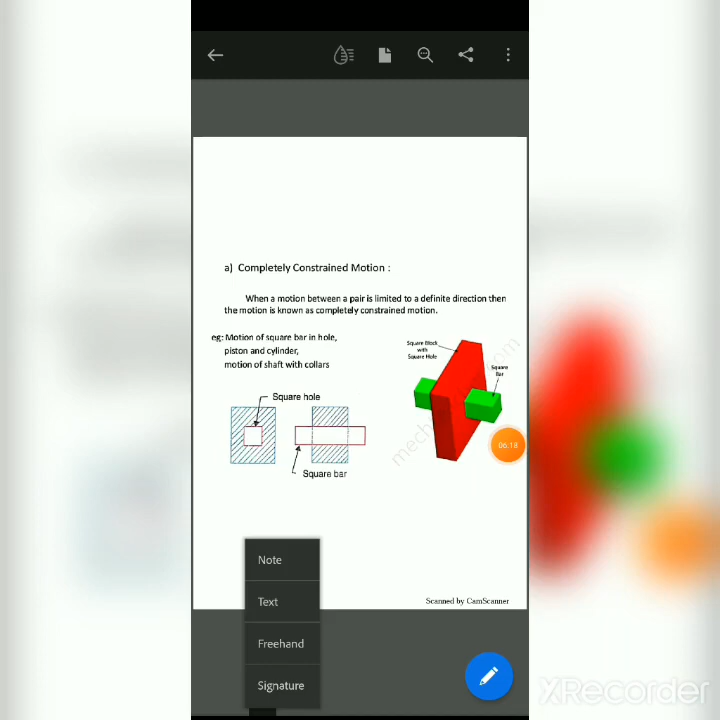 a) Completely Constrained Motion :
When a motion between a pair is limited to a definite direction then
the motion is known as completely constrained motion.
eg: Motion of square bar in hole,
piston and cylinder,
motion of shaft with collars
Square Block
with
Square Hole
Square
Bar
Square hole
Square bar
06:18
Note
Text
Freehand
Signature
Scanned by CamScanner
XRecorder